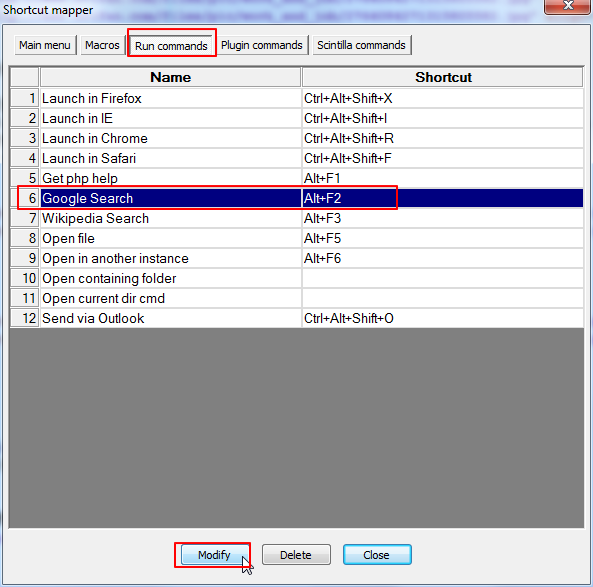 Shortcut mapper
Main menu Macros Run commands Plugin commands Scintilla commands
Name Shortcut
1 Launch in Firefox Ctrl+Alt+Shift+X
2 Launch in IE Ctrl+Alt+Shift+I
3 Launch in Chrome Ctrl+Alt+Shift+R
4 Launch in Safari Ctrl+Alt+Shift+F
5 Get php help Alt+F1
6 Google Search Alt+F2
7 Wikipedia Search Alt+F3
8 Open file Alt+F5
9 Open in another instance Alt+F6
10 Open containing folder
11 Open current dir cmd
12 Send via Outlook Ctrl+Alt+Shift+O
Modify Delete Close